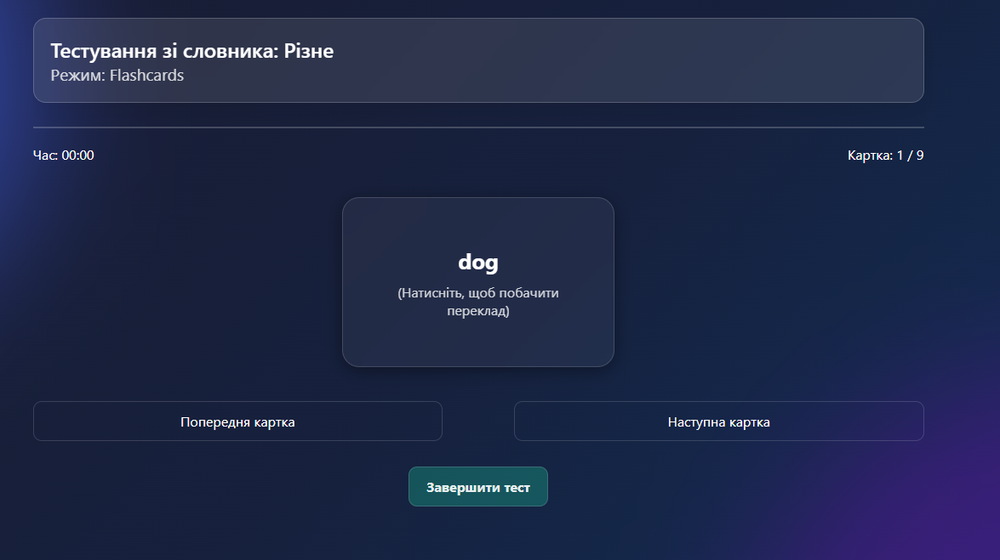 Тестування зі словника: Різне
Режим: Flashcards
Час: 00:00
Картка: 1 / 9
dog
(Натисніть, щоб побачити
переклад)
Попередня картка
Наступна картка
Завершити тест